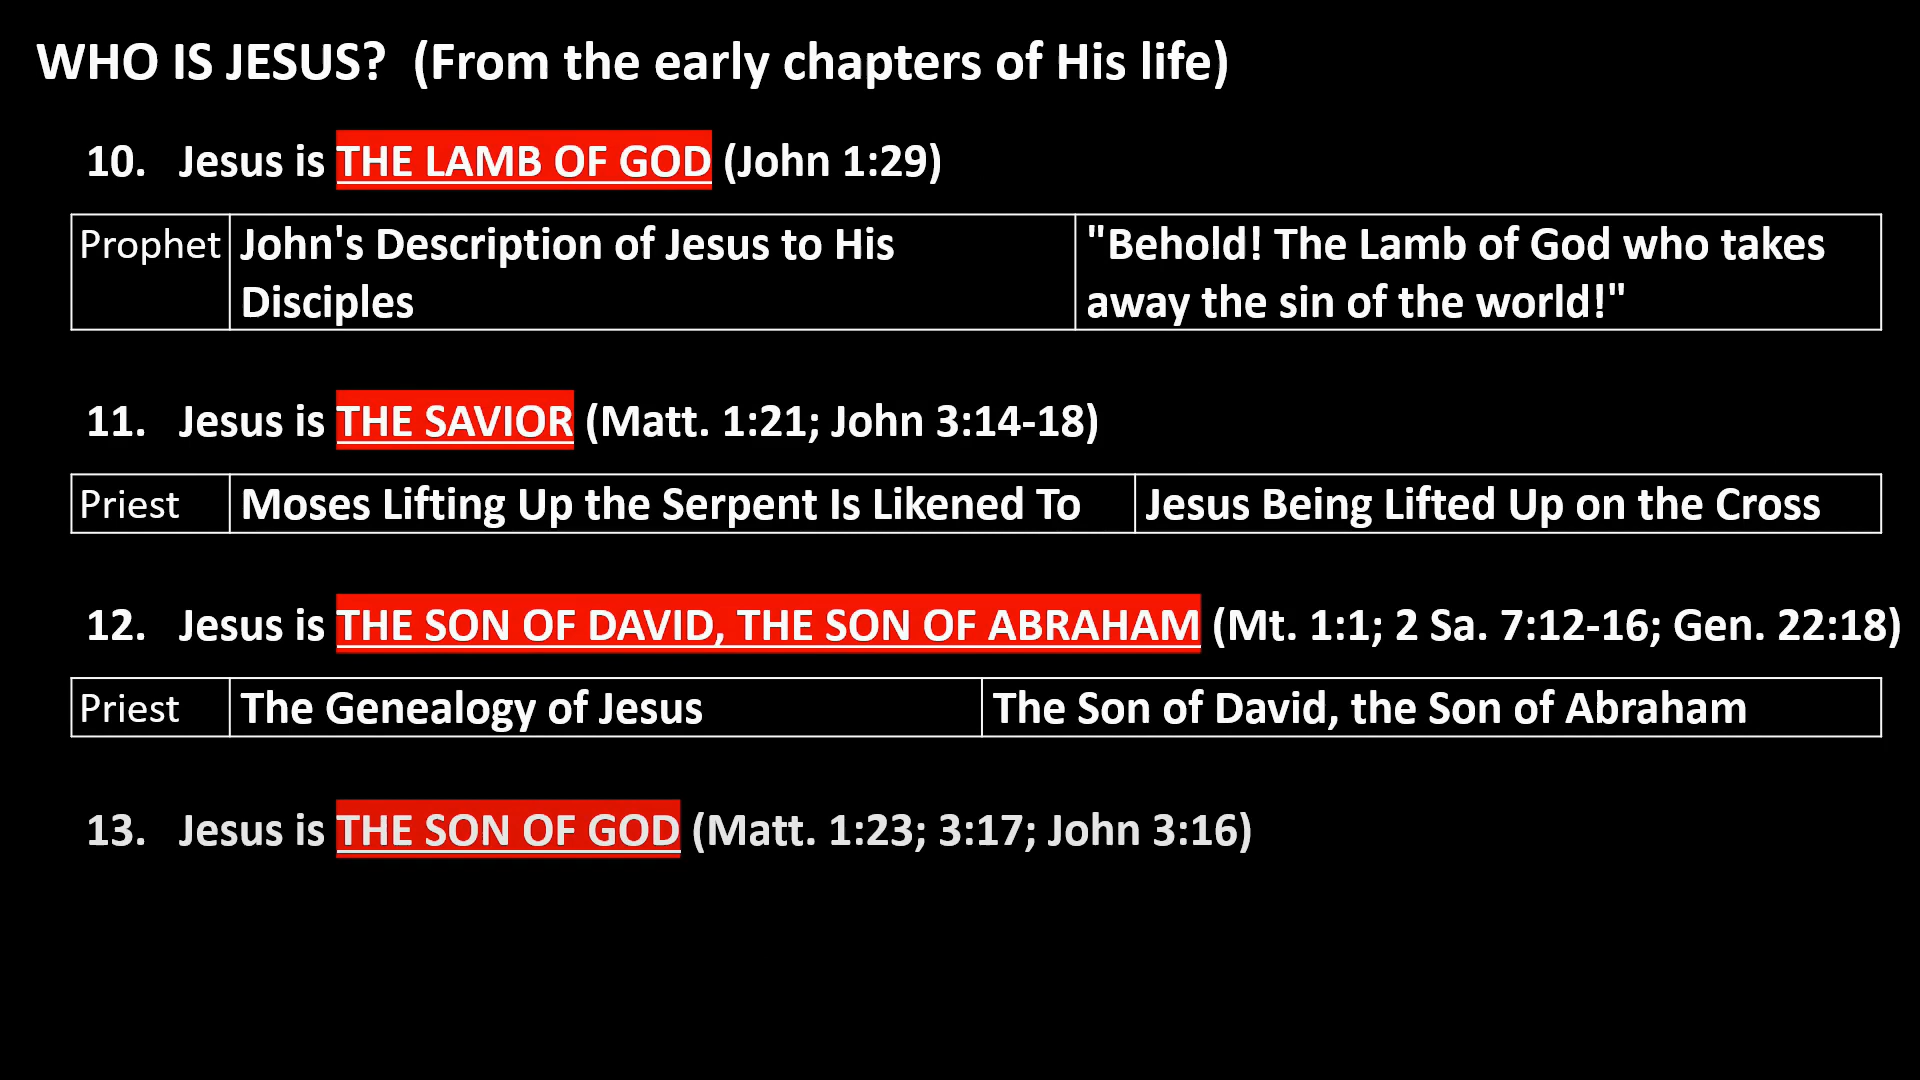 WHO IS JESUS?  (From the early chapters of His life)
10. Jesus is THE LAMB OF GOD (John 1:29)
Prophet John's Description of Jesus to His "Behold! The Lamb of God who takes
Disciples away the sin of the world!"
11. Jesus is THE SAVIOR (Matt. 1:21; John 3:14-18)
Priest Moses Lifting Up the Serpent Is Likened To Jesus Being Lifted Up on the Cross
12. Jesus is THE SON OF DAVID, THE SON OF ABRAHAM (Mt. 1:1; 2 Sa. 7:12-16; Gen. 22:18)
Priest The Genealogy of Jesus The Son of David, the Son of Abraham
13. Jesus is THE SON OF GOD (Matt. 1:23; 3:17; John 3:16)